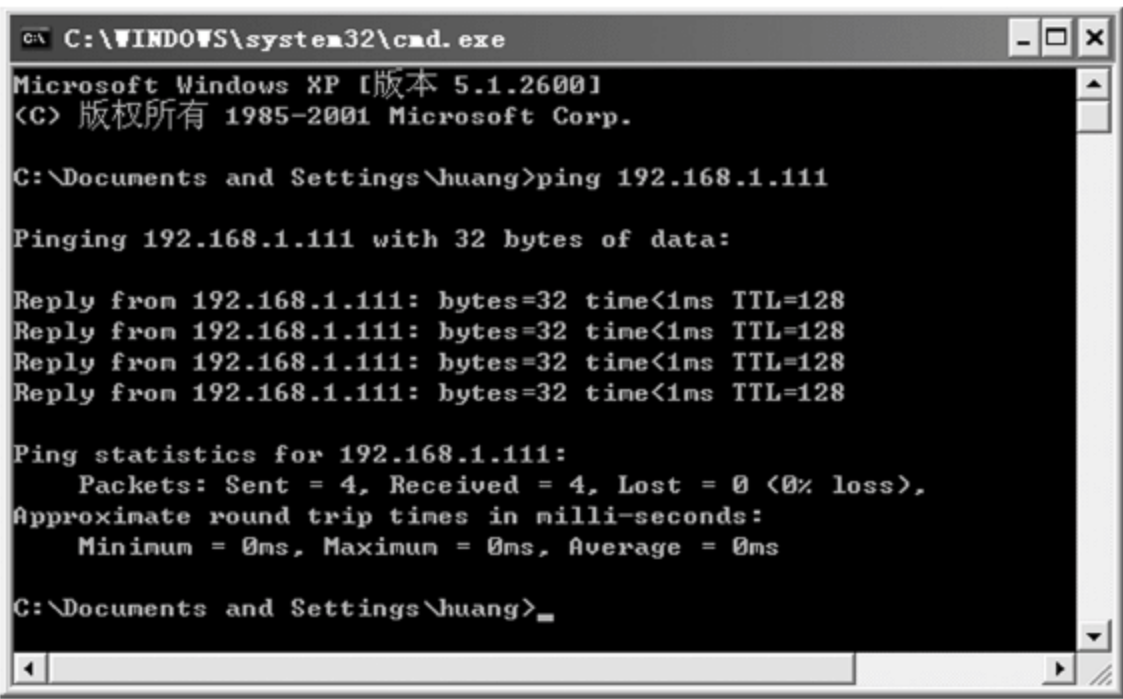 C:\WINDOWS\system32\cmd.exe
Microsoft Windows XP [版本 5.1.2600]
(C) 版权所有 1985-2001 Microsoft Corp.
C:\Documents and Settings\huang>ping 192.168.1.111
Pinging 192.168.1.111 with 32 bytes of data:
Reply from 192.168.1.111: bytes=32 time<1ms TTL=128
Reply from 192.168.1.111: bytes=32 time<1ms TTL=128
Reply from 192.168.1.111: bytes=32 time<1ms TTL=128
Reply from 192.168.1.111: bytes=32 time<1ms TTL=128
Ping statistics for 192.168.1.111:
Packets: Sent = 4, Received = 4, Lost = 0 (0% loss),
Approximate round trip times in milli-seconds:
Minimum = 0ms, Maximum = 0ms, Average = 0ms
C:\Documents and Settings\huang>_